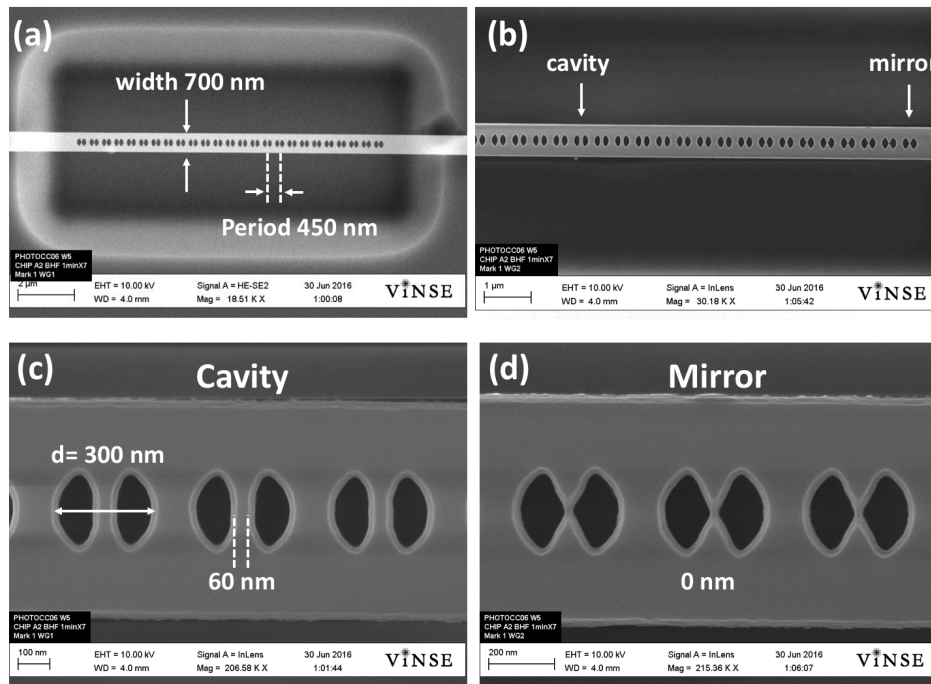 (a)
width 700 nm
Period 450 nm
PHOTOCC06 W5
CHIP A2 BHF 1minX7
Mark 1 WG1
2 µm
EHT = 10.00 kV
WD = 4.0 mm
Signal A = HE-SE2
Mag = 18.51 K X
30 Jun 2016
1:00:08
ViNSE
(b)
cavity
mirror
PHOTOCC06 W5
CHIP A2 BHF 1minX7
Mark 1 WG2
1 µm
EHT = 10.00 kV
WD = 4.0 mm
Signal A = InLens
Mag = 30.18 K X
30 Jun 2016
1:05:42
ViNSE
(c)
Cavity
d= 300 nm
60 nm
PHOTOCC06 W5
CHIP A2 BHF 1minX7
Mark 1 WG1
100 nm
EHT = 10.00 kV
WD = 4.0 mm
Signal A = InLens
Mag = 206.58 K X
30 Jun 2016
1:01:44
ViNSE
(d)
Mirror
0 nm
PHOTOCC06 W5
CHIP A2 BHF 1minX7
Mark 1 WG2
200 nm
EHT = 10.00 kV
WD = 4.0 mm
Signal A = InLens
Mag = 215.36 K X
30 Jun 2016
1:06:07
ViNSE